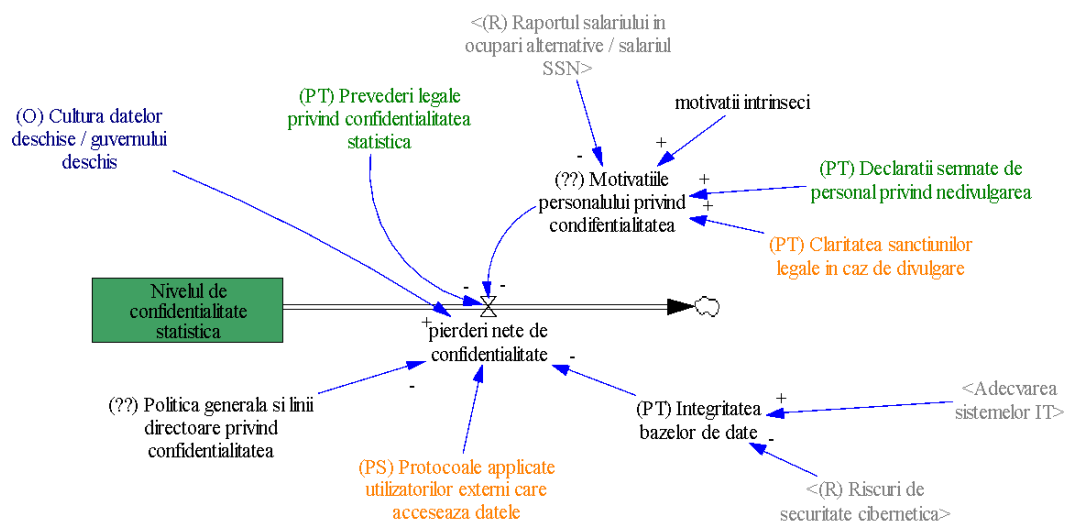 <(R) Raportul salariului in
ocupari alternative / salariul
SSN>
(PT) Prevederi legale
privind confidentialitatea
statistica
motivatii intrinseci
(O) Cultura datelor
deschise / guvernului
deschis
+
-
(??) Motivatiile
personalului privind
condifentialitatea
+
(PT) Declaratii semnate de
personal privind nedivulgarea
+
(PT) Claritatea sanctiunilor
legale in caz de divulgare
Nivelul de
confidentialitate
statistica
-
-
+
pierderi nete de
confidentialitate
-
-
(??) Politica generala si linii
directoare privind
confidentialitatea
(PT) Integritatea
bazelor de date
+
-
<Adecvarea
sistemelor IT>
(PS) Protocoale applicate
utilizatorilor externi care
acceseaza datele
<(R) Riscuri de
securitate cibernetica>